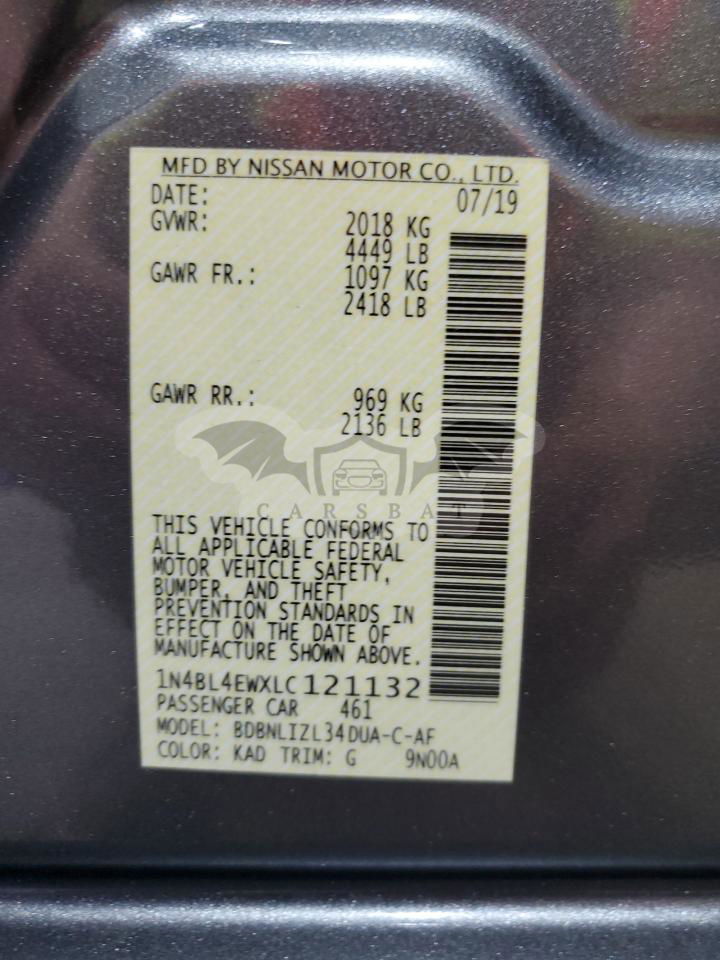 MFD BY NISSAN MOTOR CO., LTD.
DATE: 07/19
GVWR: 2018 KG
4449 LB
GAWR FR.: 1097 KG
2418 LB
GAWR RR.: 969 KG
2136 LB
CARSBAT
THIS VEHICLE CONFORMS TO
ALL APPLICABLE FEDERAL
MOTOR VEHICLE SAFETY,
BUMPER, AND THEFT
PREVENTION STANDARDS IN
EFFECT ON THE DATE OF
MANUFACTURE SHOWN ABOVE.
1N4BL4EWXLC121132
PASSENGER CAR 461
MODEL: BDBNLIZL34DUA-C-AF
COLOR: KAD TRIM: G 9N00A